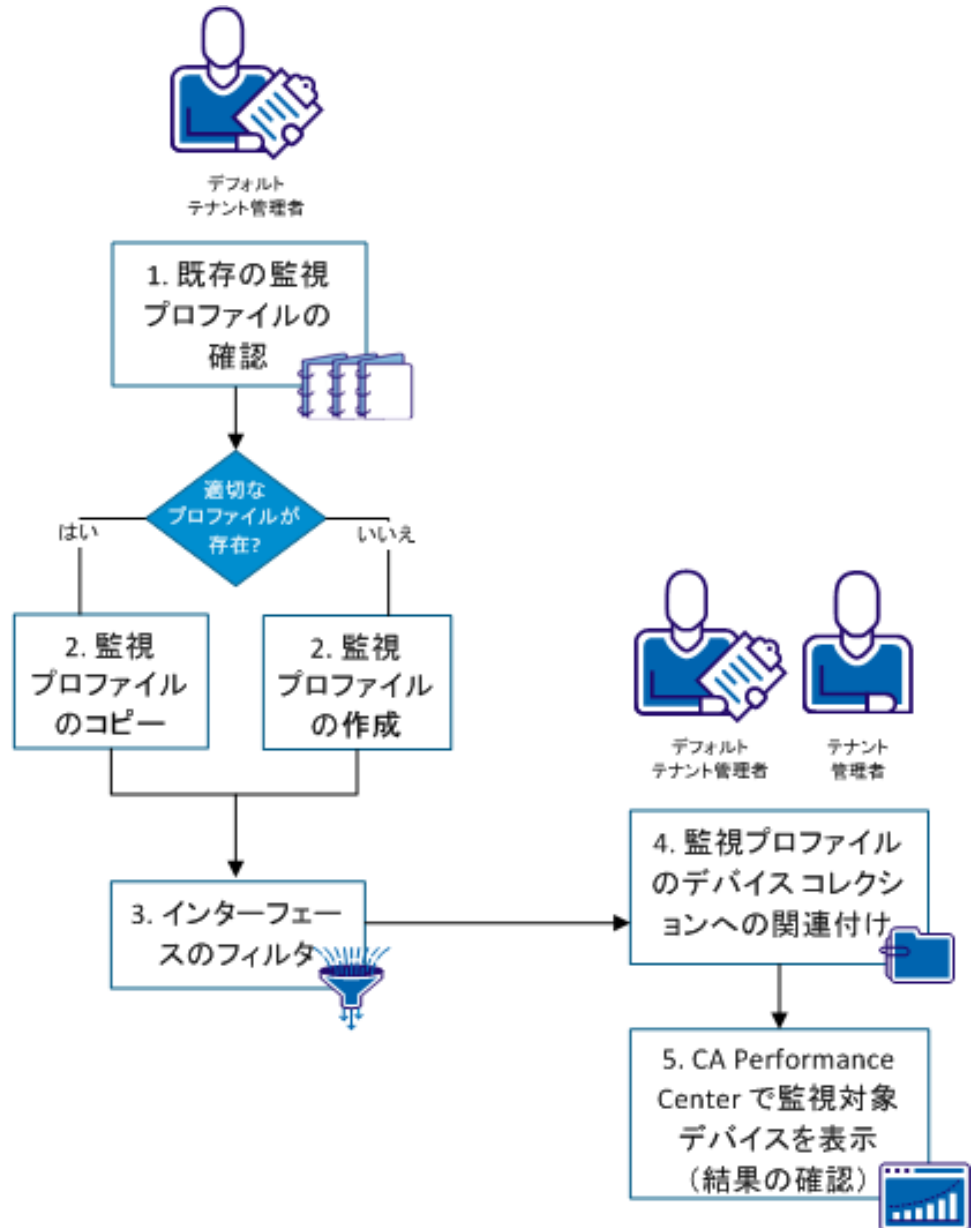 デフォルト
テナント管理者
1. 既存の監視
プロファイルの
確認
適切な
プロファイルが
存在?
はい
いいえ
2. 監視
プロファイル
のコピー
2. 監視
プロファイル
の作成
3. インターフェー
スのフィルタ
デフォルト
テナント管理者
テナント
管理者
4. 監視プロファイル
のデバイス コレクシ
ョンへの関連付け
5. CA Performance
Center で監視対象
デバイスを表示
（結果の確認）